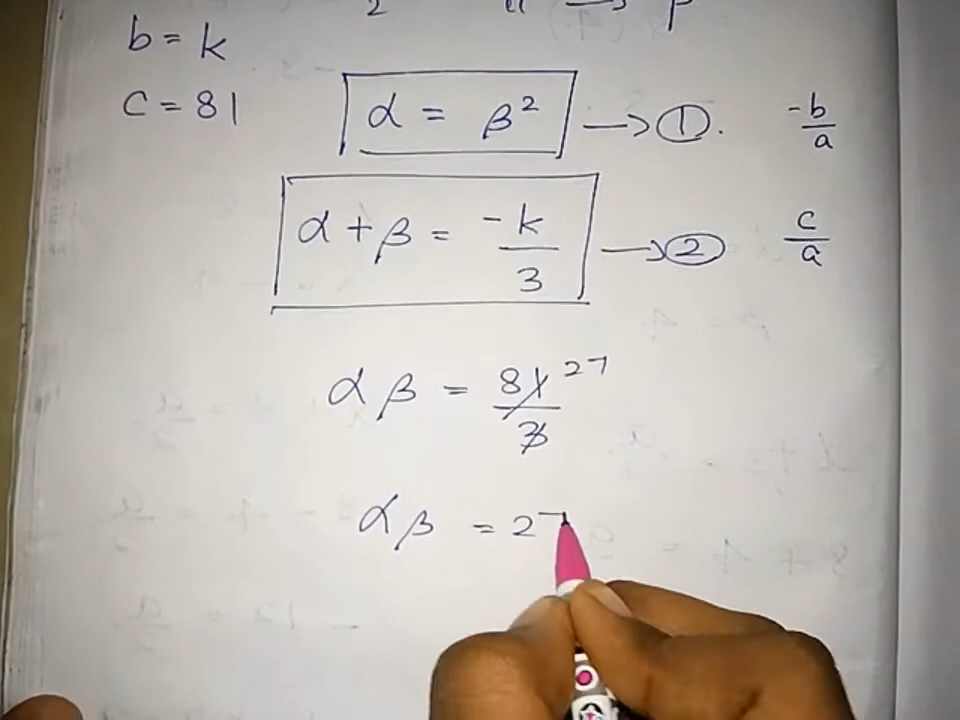 b = k
c = 81
α = β² → ①.
-b/a
α + β = -k/3 → ②
c/a
αβ = 81/3 27
αβ = 27